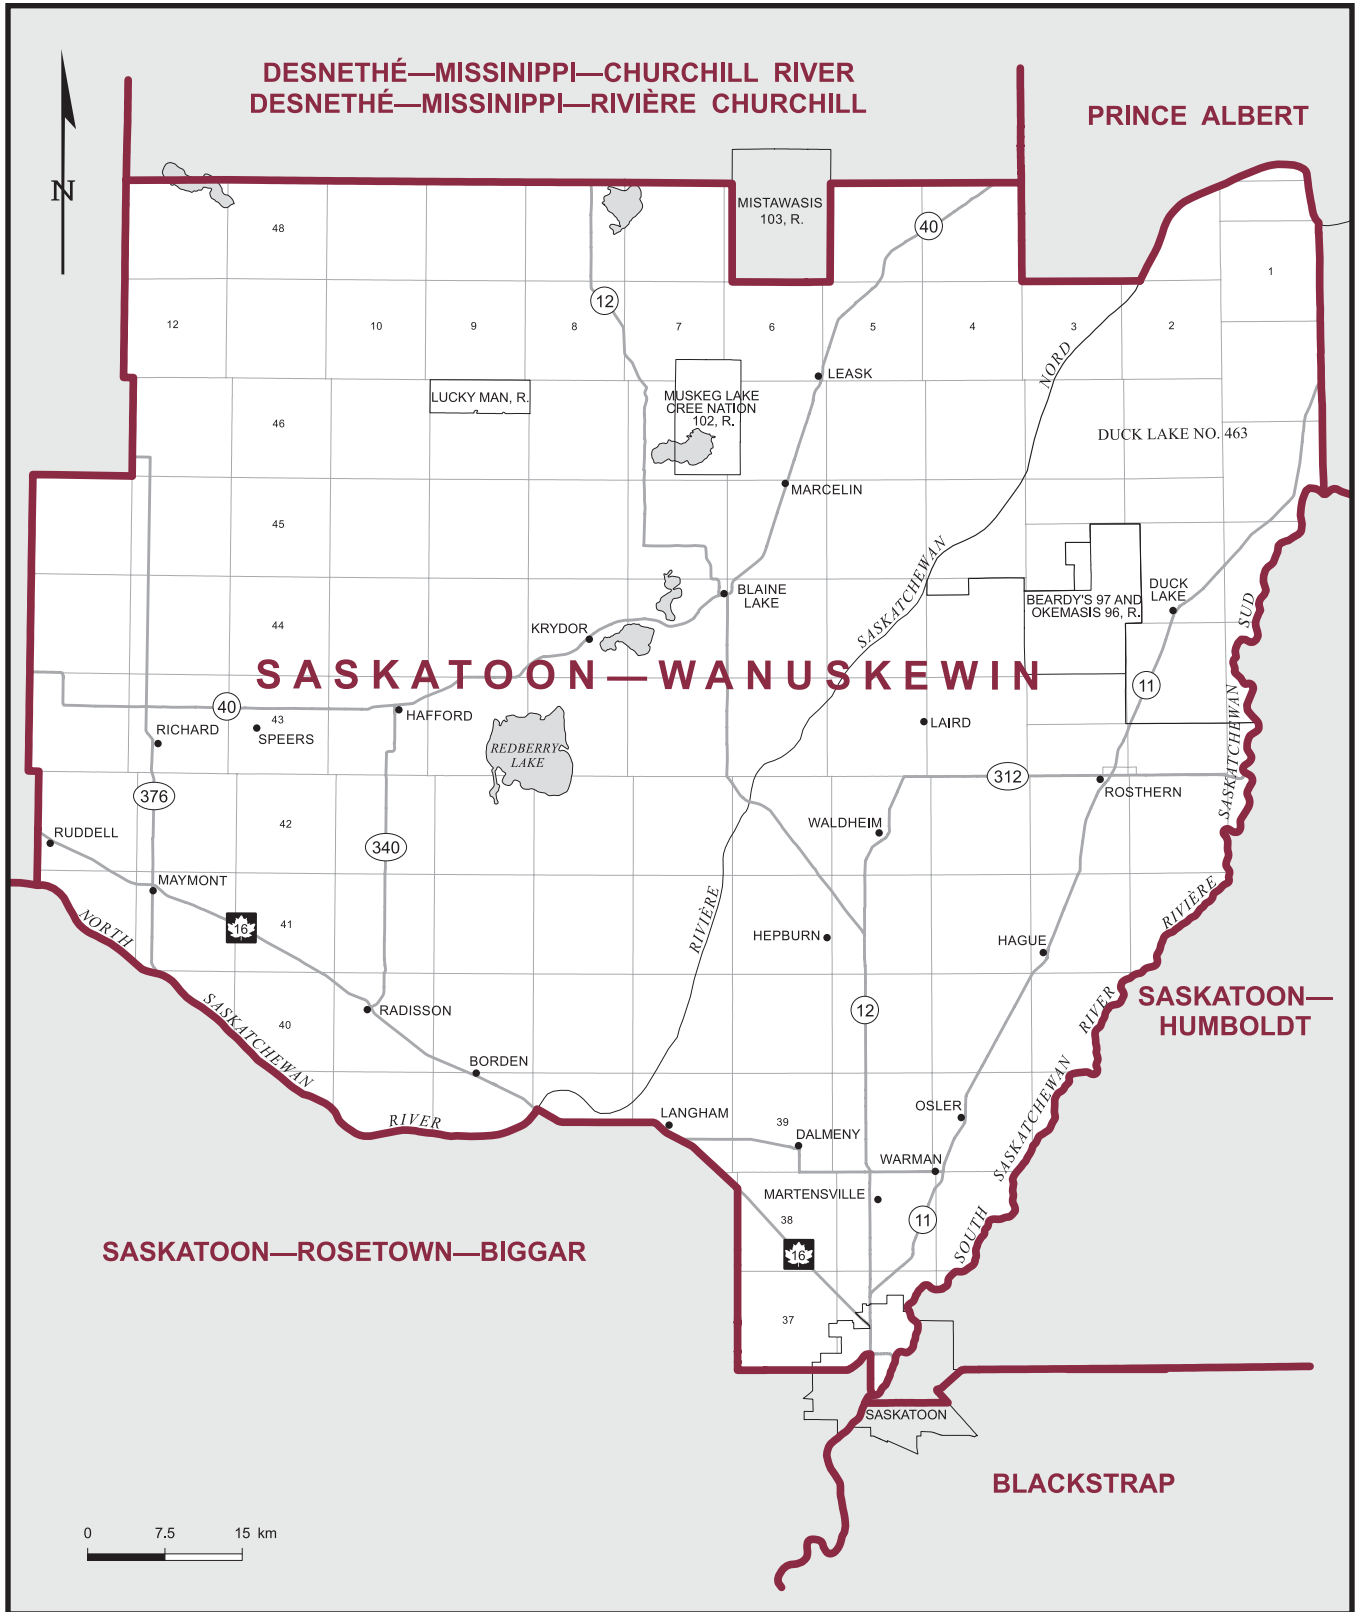 DESNETHÉ—MISSINIPPI—CHURCHILL RIVER
DESNETHÉ—MISSINIPPI—RIVIÈRE CHURCHILL
PRINCE ALBERT
N
MISTAWASIS
103, R.
48
40
1
12
12
10
9
8
7
6
5
4
3
2
NORD
LEASK
LUCKY MAN, R.
MUSKEG LAKE
CREE NATION
102, R.
46
DUCK LAKE NO. 463
MARCELIN
45
SASKATCHEWAN
BLAINE
LAKE
BEARDY'S 97 AND
OKEMASIS 96, R.
DUCK
LAKE
SUD
44
KRYDOR
SASKATOON—WANUSKEWIN
40
43
HAFFORD
11
RICHARD
SPEERS
LAIRD
REDBERRY
LAKE
SASKATCHEWAN
312
376
ROSTHERN
RUDDELL
42
WALDHEIM
340
MAYMONT
RIVIÈRE
RIVIÈRE
NORTH
16
41
HEPBURN
HAGUE
SASKATOON—
HUMBOLDT
SASKATCHEWAN
RADISSON
12
RIVER
40
BORDEN
SASKATCHEWAN
RIVER
LANGHAM
39
OSLER
DALMENY
WARMAN
MARTENSVILLE
38
11
SOUTH
16
SASKATOON—ROSETOWN—BIGGAR
37
SASKATOON
BLACKSTRAP
0 7.5 15 km